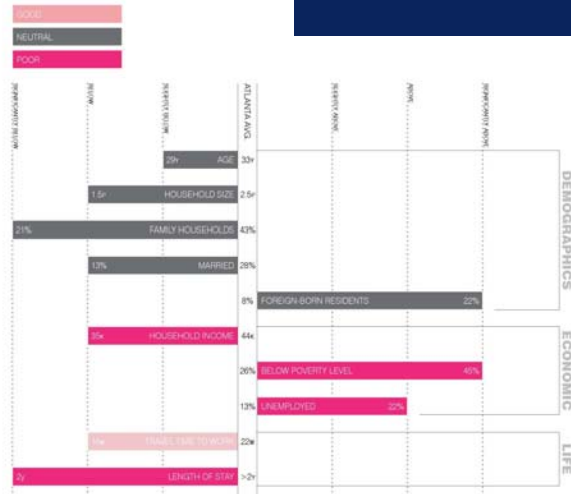 GOOD
NEUTRAL
POOR
SIGNIFICANTLY BELOW
BELOW
SLIGHTLY BELOW
ATLANTA AVG.
SLIGHTLY ABOVE
ABOVE
SIGNIFICANTLY ABOVE
29Y AGE 33Y
1.5P HOUSEHOLD SIZE 2.5P
21% FAMILY HOUSEHOLDS 43%
13% MARRIED 28%
8% FOREIGN-BORN RESIDENTS 22%
35K HOUSEHOLD INCOME 44K
26% BELOW POVERTY LEVEL 45%
13% UNEMPLOYED 22%
TRAVEL TIME TO WORK 22M
2y LENGTH OF STAY >2Y
DEMOGRAPHICS
ECONOMIC
LIFE